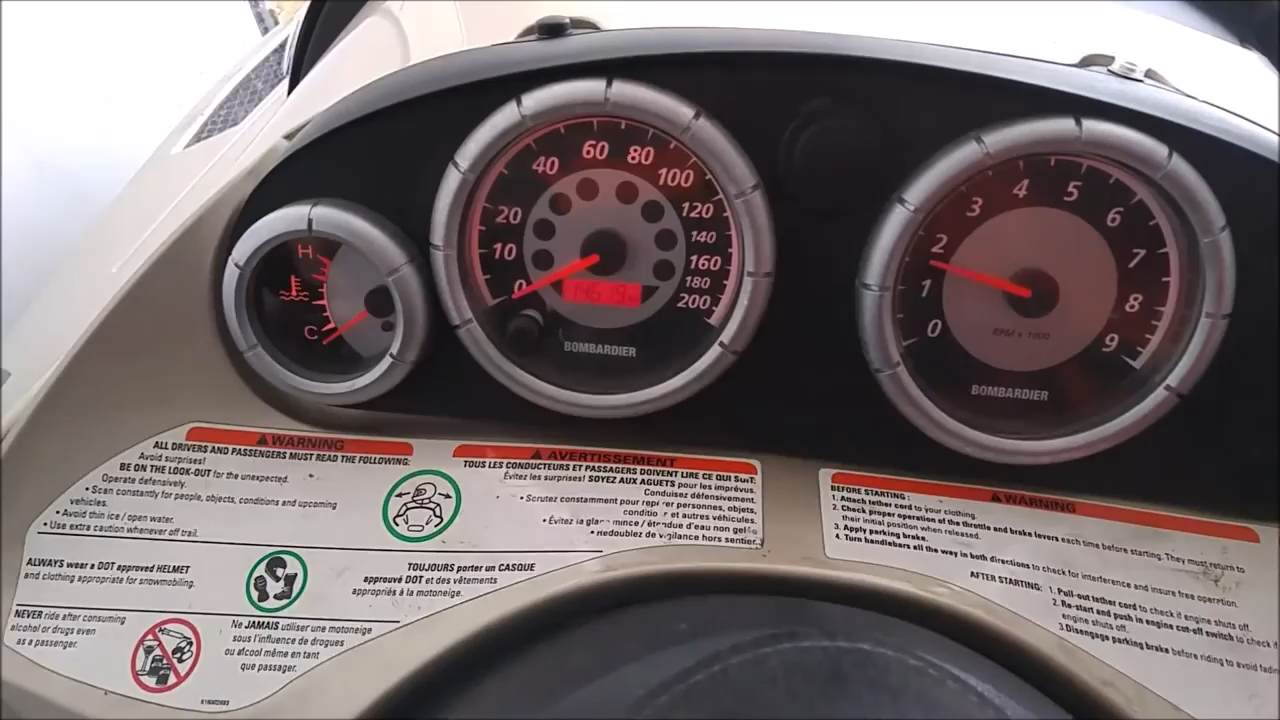 H
C
0
10
20
40
60
80
100
120
140
160
180
200
BOMBARDIER
0
1
2
3
4
5
6
7
8
9
RPM x 1000
BOMBARDIER
WARNING
ALL DRIVERS AND PASSENGERS MUST READ THE FOLLOWING:
Avoid surprises!
BE ON THE LOOK-OUT for the unexpected.
Operate defensively.
• Scan constantly for people, objects, conditions and upcoming
vehicles.
• Avoid thin ice / open water.
• Use extra caution whenever off trail.
ALWAYS wear a DOT approved HELMET
and clothing appropriate for snowmobiling.
NEVER ride after consuming
alcohol or drugs even
as a passenger.
AVERTISSEMENT
TOUS LES CONDUCTEURS ET PASSAGERS DOIVENT LIRE CE QUI SUIT:
Évitez les surprises! SOYEZ AUX AGUETS pour les imprévus.
Conduisez défensivement.
• Scrutez constamment pour repérer personnes, objets,
et autres véhicules.
• Évitez la glace mince / étendue d'eau non gelée
• Redoublez de vigilance hors sentier.
TOUJOURS porter un CASQUE
approuvé DOT et des vêtements
appropriés à la motoneige.
Ne JAMAIS utiliser une motoneige
sous l'influence de drogues
ou alcool même en tant
que passager.
WARNING
BEFORE STARTING :
1. Attach tether cord to your clothing.
2. Check proper operation of the throttle and brake levers each time before starting. They must return to
their initial position when released.
3. Apply parking brake.
4. Turn handlebars all the way in both directions to check for interference and insure free operation.
AFTER STARTING: 1. Pull-out tether cord to check if engine shuts off.
2. Re-start and push in engine cut-off switch to check if
engine shuts off.
3. Disengage parking brake before riding to avoid